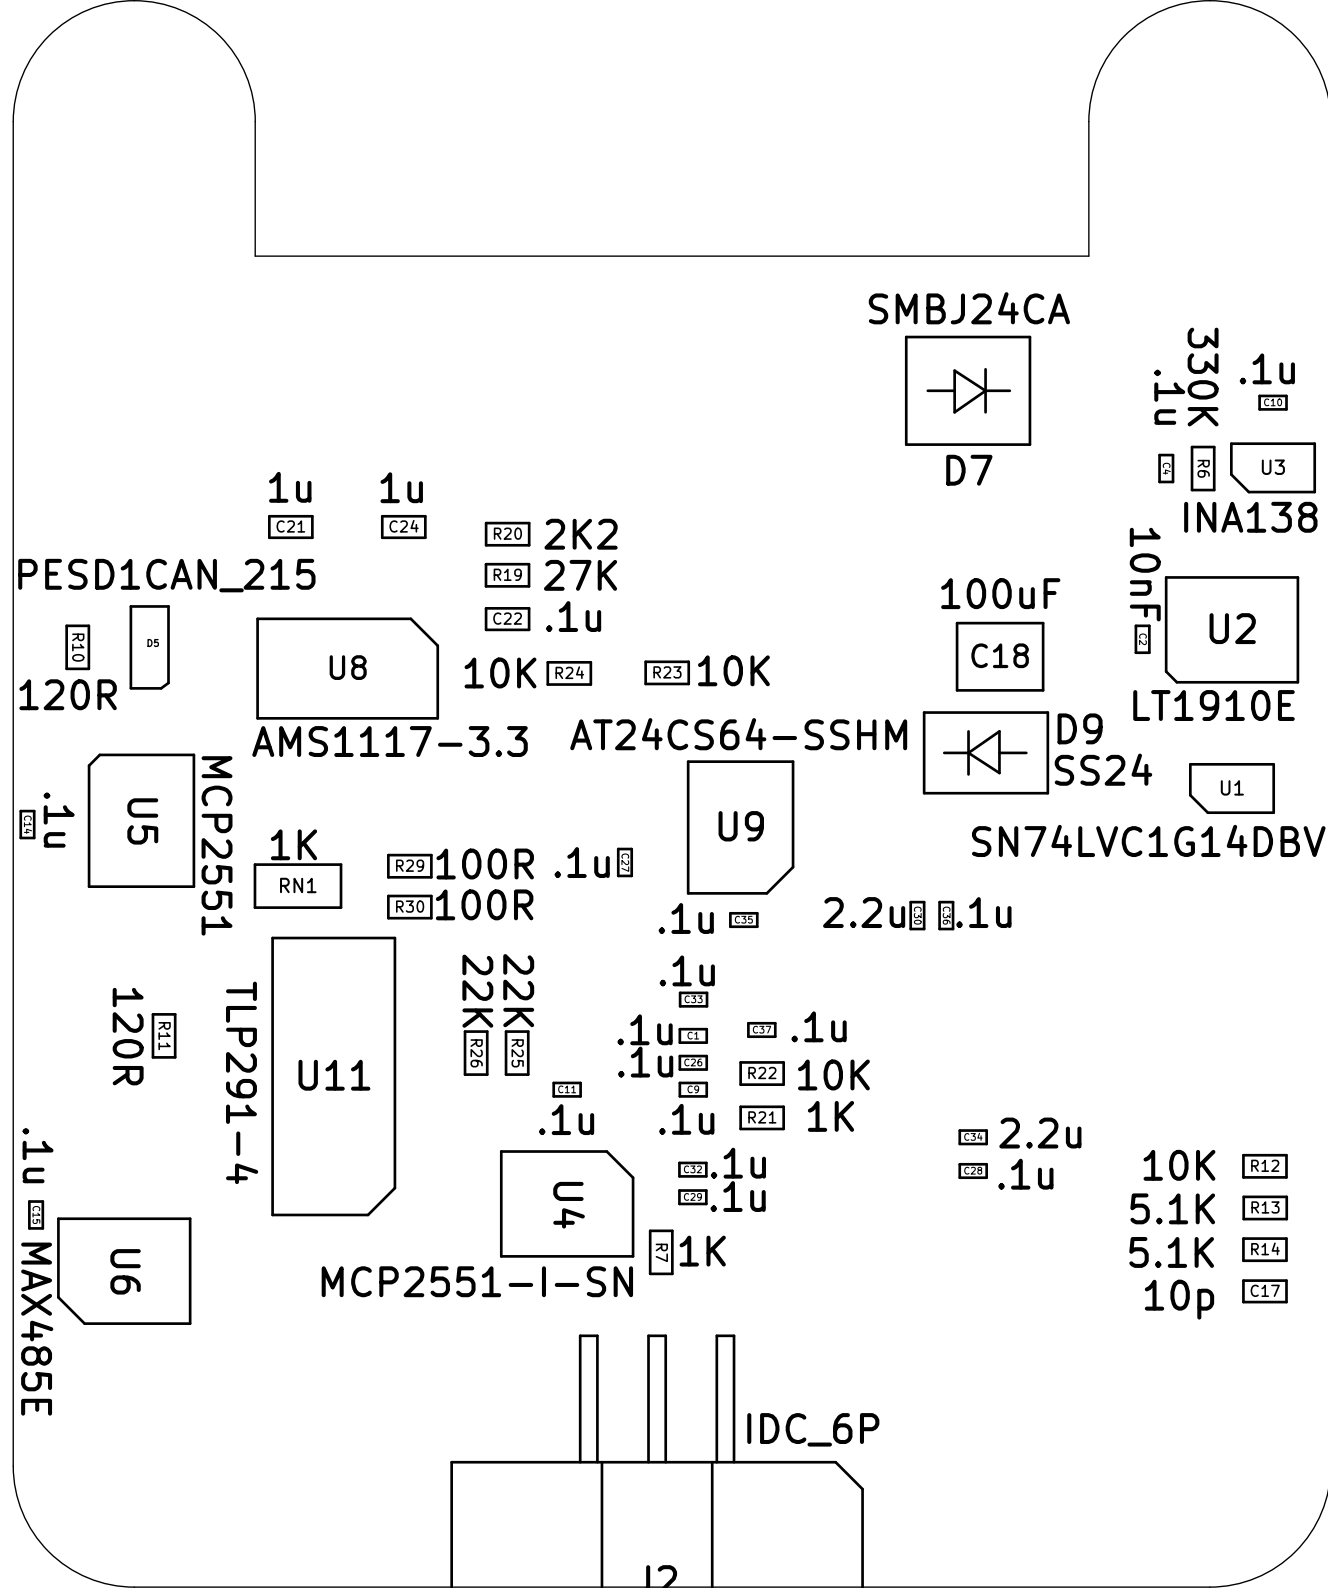 SMBJ24CA
D7
330K
.1u
.1u
C10
C4
R6
U3
INA138
1u
1u
C21
C24
R20
2K2
R19
27K
C22
.1u
PESD1CAN_215
R10
D5
120R
U8
AMS1117-3.3
10K
R24
R23
10K
100uF
C18
10nF
C2
U2
LT1910E
AT24CS64-SSHM
D9
SS24
U9
U1
SN74LVC1G14DBV
MCP2551
U5
.1u
C14
1K
RN1
R29
100R
R30
100R
.1u
C27
.1u
C35
2.2u
C30
C36
.1u
22K
22K
R26
R25
120R
R11
TLP291-4
U11
.1u
C33
.1u
C1
C37
.1u
.1u
C26
R22
10K
C11
.1u
C9
.1u
R21
1K
C34
2.2u
C28
.1u
C32
.1u
C29
.1u
U4
MCP2551-I-SN
R7
1K
10K
R12
5.1K
R13
5.1K
R14
10p
C17
.1u
C15
U6
MAX485E
IDC_6P
J2